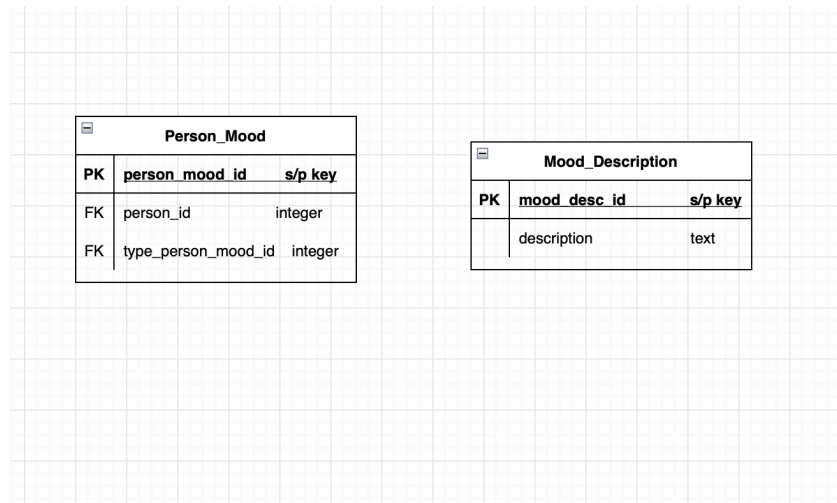 Person_Mood
PK person_mood_id s/p key
FK person_id integer
FK type_person_mood_id integer
Mood_Description
PK mood_desc_id s/p key
description text